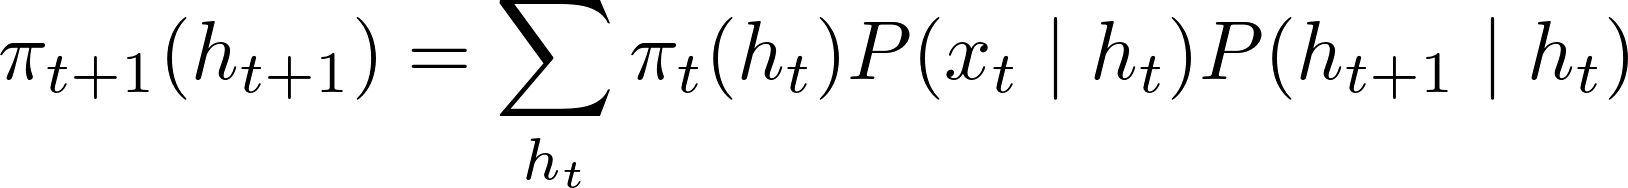 π_{t+1}(h_{t+1}) = \sum_{h_t} π_t(h_t)P(x_t | h_t)P(h_{t+1} | h_t)